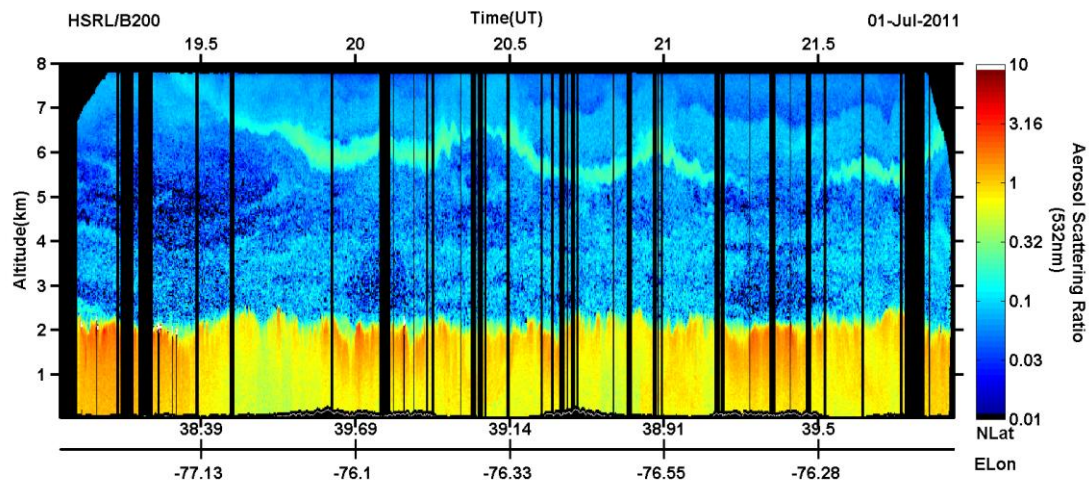 HSRL/B200 Time(UT) 01-Jul-2011
19.5 20 20.5 21 21.5
8
7
6
5
4
3
2
1
Altitude(km)
10
3.16
1
0.32
0.1
0.03
0.01
Aerosol Scattering Ratio
(532nm)
38.39 39.69 39.14 38.91 39.5 NLat
-77.13 -76.1 -76.33 -76.55 -76.28 ELon